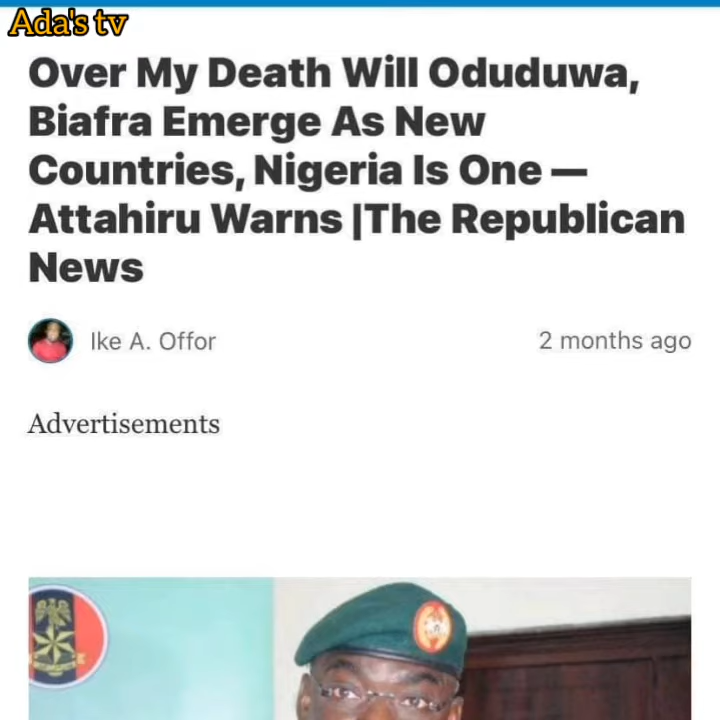 Ada's tv
Over My Death Will Oduduwa,
Biafra Emerge As New
Countries, Nigeria Is One —
Attahiru Warns |The Republican
News
Ike A. Offor
2 months ago
Advertisements